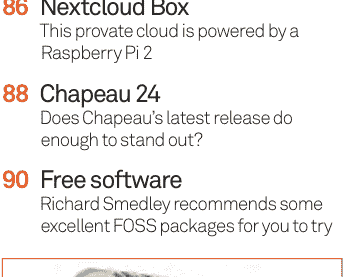 86 Nextcloud Box
This provate cloud is powered by a
Raspberry Pi 2
88 Chapeau 24
Does Chapeau's latest release do
enough to stand out?
90 Free software
Richard Smedley recommends some
excellent FOSS packages for you to try